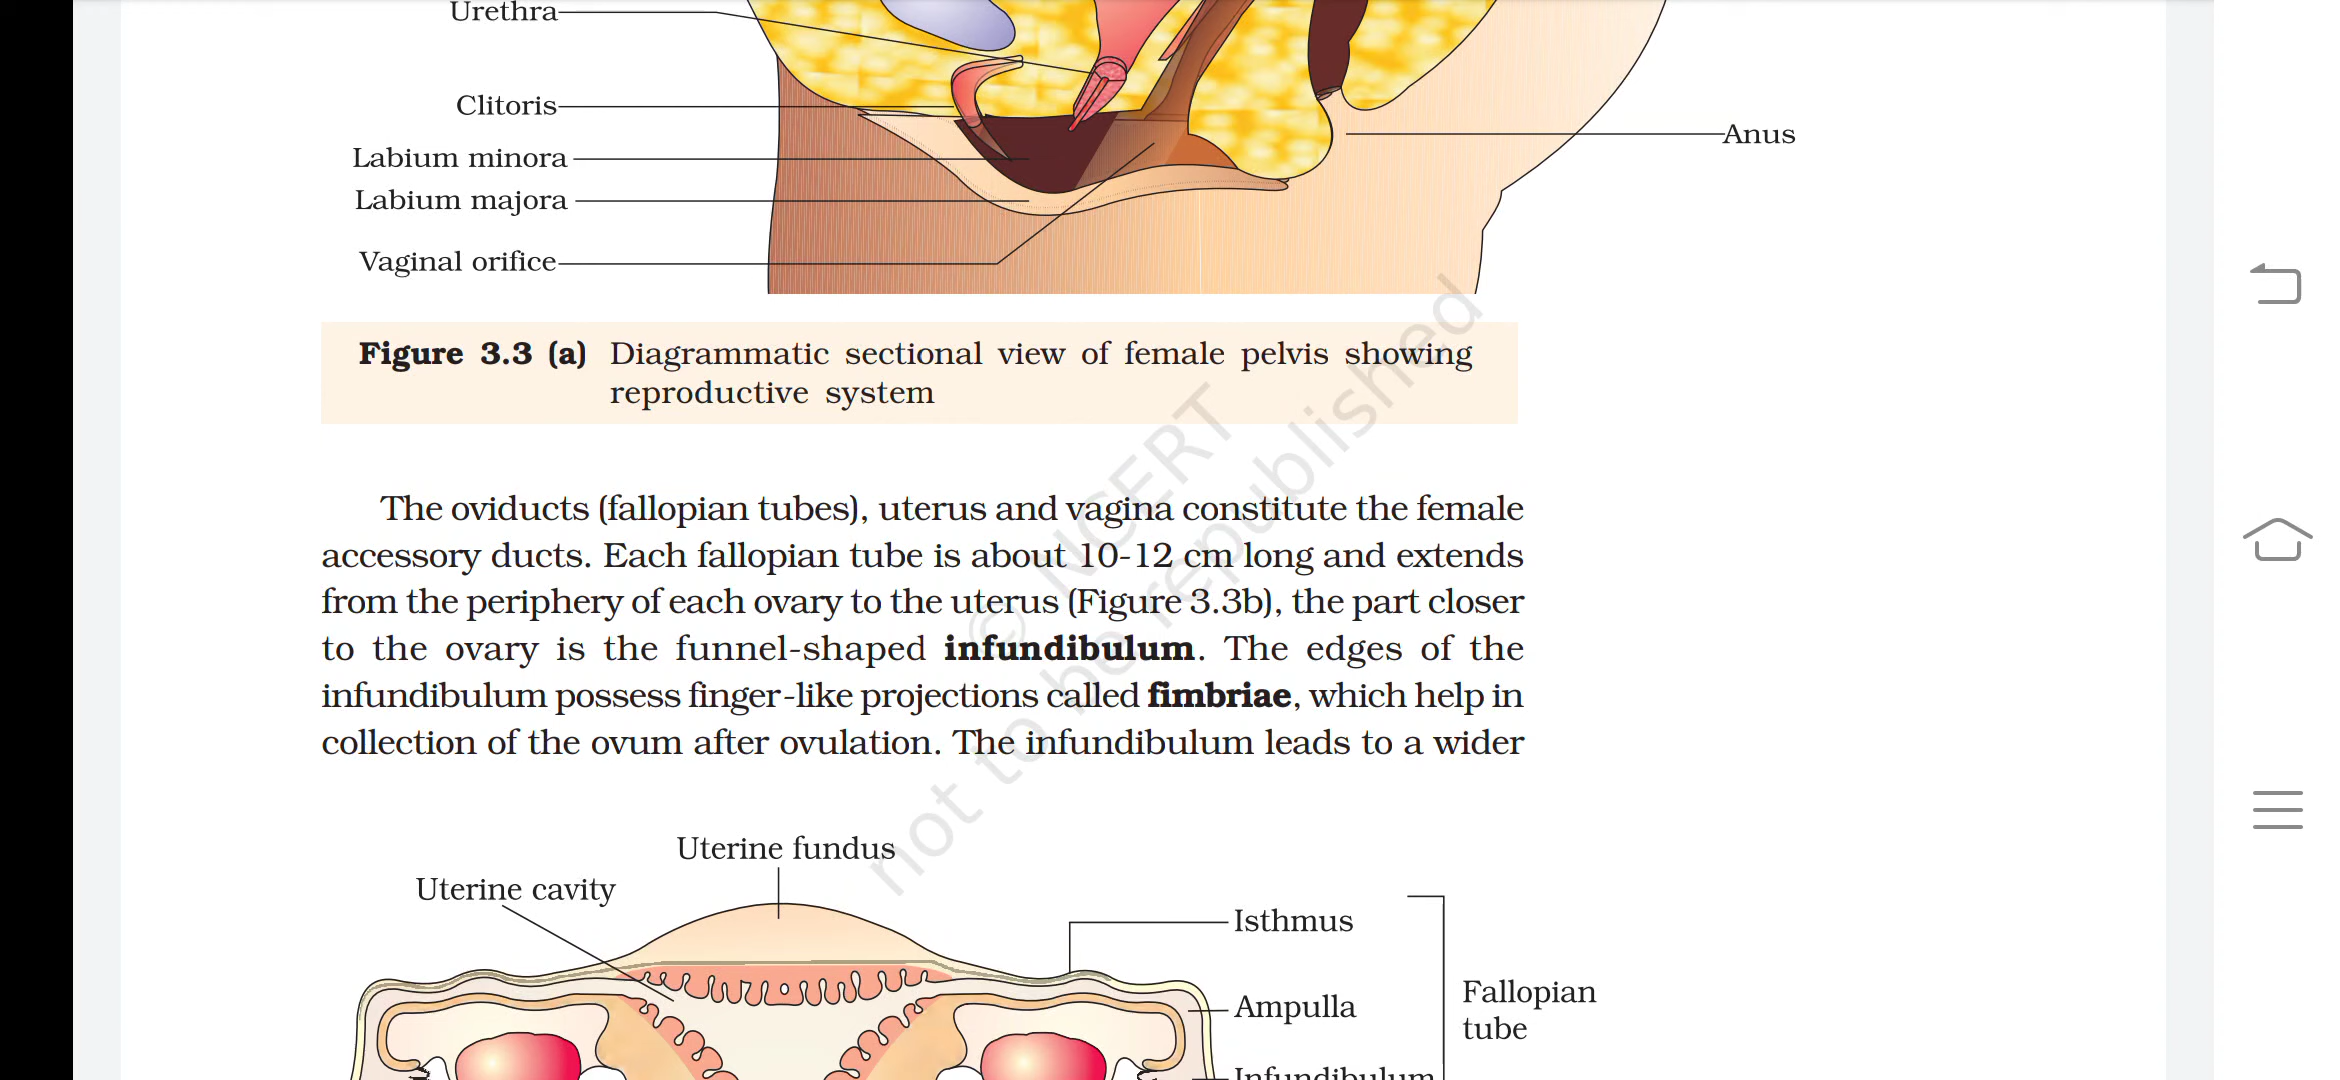 Urethra
Clitoris
Labium minora
Labium majora
Vaginal orifice
Anus
Figure 3.3 (a) Diagrammatic sectional view of female pelvis showing
reproductive system
The oviducts (fallopian tubes), uterus and vagina constitute the female
accessory ducts. Each fallopian tube is about 10-12 cm long and extends
from the periphery of each ovary to the uterus (Figure 3.3b), the part closer
to the ovary is the funnel-shaped infundibulum. The edges of the
infundibulum possess finger-like projections called fimbriae, which help in
collection of the ovum after ovulation. The infundibulum leads to a wider
© NCERT
not to be republished
Uterine fundus
Uterine cavity
Isthmus
Ampulla
Infundibulum
Fallopian
tube